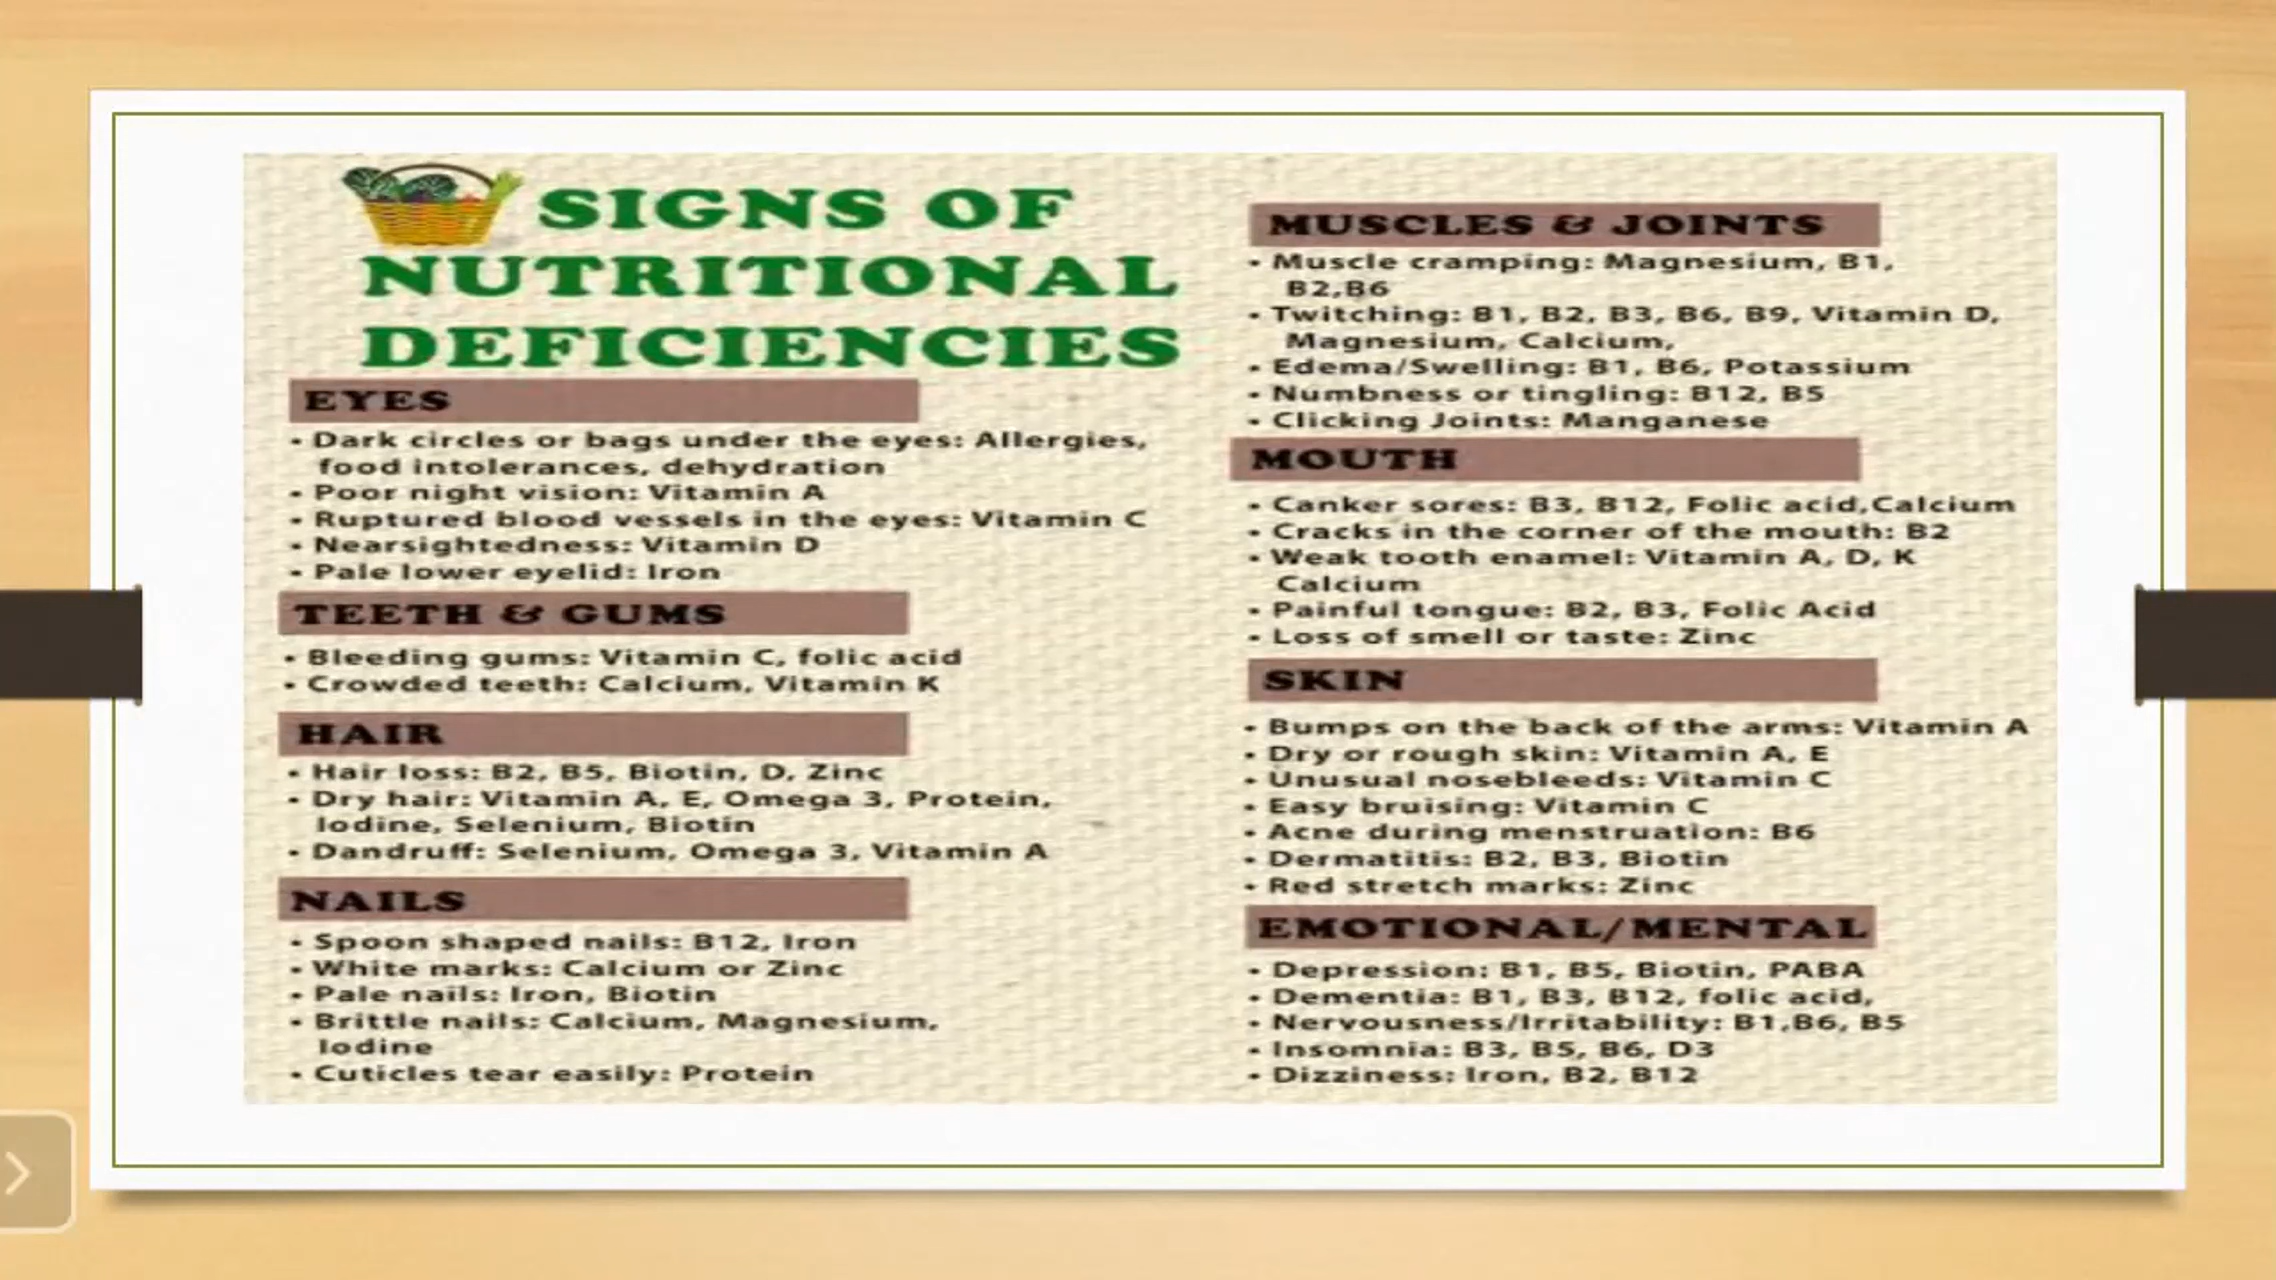 SIGNS OF
NUTRITIONAL
DEFICIENCIES
EYES
• Dark circles or bags under the eyes: Allergies,
food intolerances, dehydration
• Poor night vision: Vitamin A
• Ruptured blood vessels in the eyes: Vitamin C
• Nearsightedness: Vitamin D
• Pale lower eyelid: Iron
TEETH & GUMS
• Bleeding gums: Vitamin C, folic acid
• Crowded teeth: Calcium, Vitamin K
HAIR
• Hair loss: B2, B5, Biotin, D, Zinc
• Dry hair: Vitamin A, E, Omega 3, Protein,
Iodine, Selenium, Biotin
• Dandruff: Selenium, Omega 3, Vitamin A
NAILS
• Spoon shaped nails: B12, Iron
• White marks: Calcium or Zinc
• Pale nails: Iron, Biotin
• Brittle nails: Calcium, Magnesium,
Iodine
• Cuticles tear easily: Protein
MUSCLES & JOINTS
• Muscle cramping: Magnesium, B1,
B2,B6
• Twitching: B1, B2, B3, B6, B9, Vitamin D,
Magnesium, Calcium,
• Edema/Swelling: B1, B6, Potassium
• Numbness or tingling: B12, B5
• Clicking Joints: Manganese
MOUTH
• Canker sores: B3, B12, Folic acid,Calcium
• Cracks in the corner of the mouth: B2
• Weak tooth enamel: Vitamin A, D, K
Calcium
• Painful tongue: B2, B3, Folic Acid
• Loss of smell or taste: Zinc
SKIN
• Bumps on the back of the arms: Vitamin A
• Dry or rough skin: Vitamin A, E
• Unusual nosebleeds: Vitamin C
• Easy bruising: Vitamin C
• Acne during menstruation: B6
• Dermatitis: B2, B3, Biotin
• Red stretch marks: Zinc
EMOTIONAL/MENTAL
• Depression: B1, B5, Biotin, PABA
• Dementia: B1, B3, B12, folic acid,
• Nervousness/Irritability: B1,B6, B5
• Insomnia: B3, B5, B6, D3
• Dizziness: Iron, B2, B12